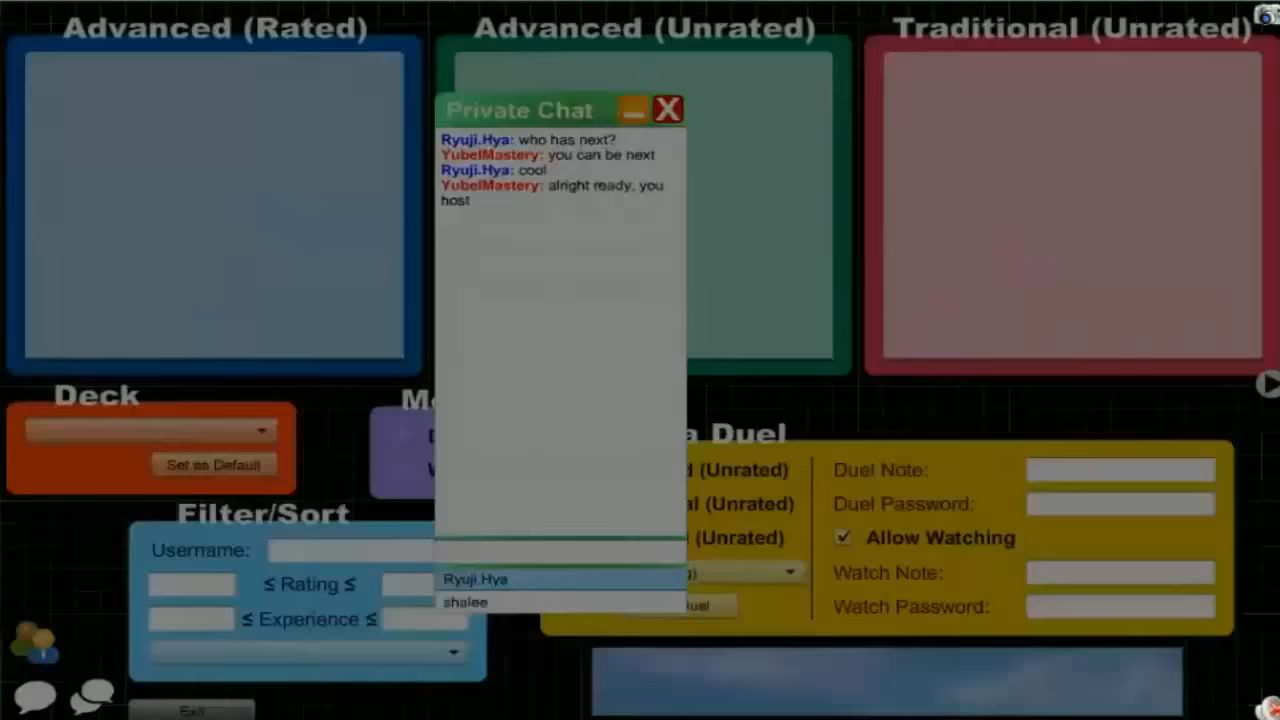 Advanced (Rated)
Advanced (Unrated)
Traditional (Unrated)
Private Chat
X
Ryuji.Hya: who has next?
YubelMastery: you can be next
Ryuji.Hya: cool
YubelMastery: alright ready, you
host
Ryuji.Hya
shalee
Deck
Set as Default
a Duel
(Unrated)
(Unrated)
(Unrated)
Duel Note:
Duel Password:
Allow Watching
Watch Note:
Watch Password:
Filter/Sort
Username:
≤ Rating ≤
≤ Experience ≤
Exit